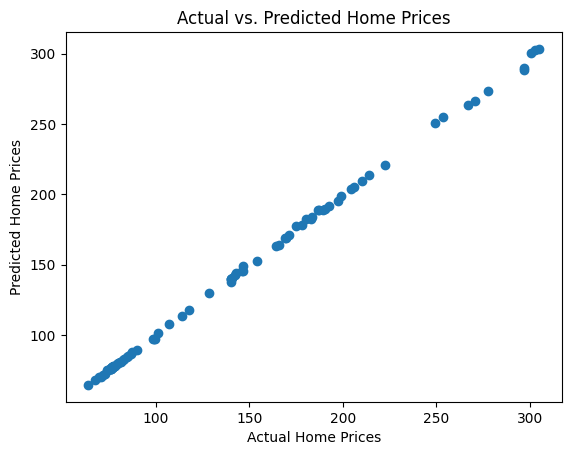 Actual vs. Predicted Home Prices
Predicted Home Prices
300
250
200
150
100
100 150 200 250 300
Actual Home Prices